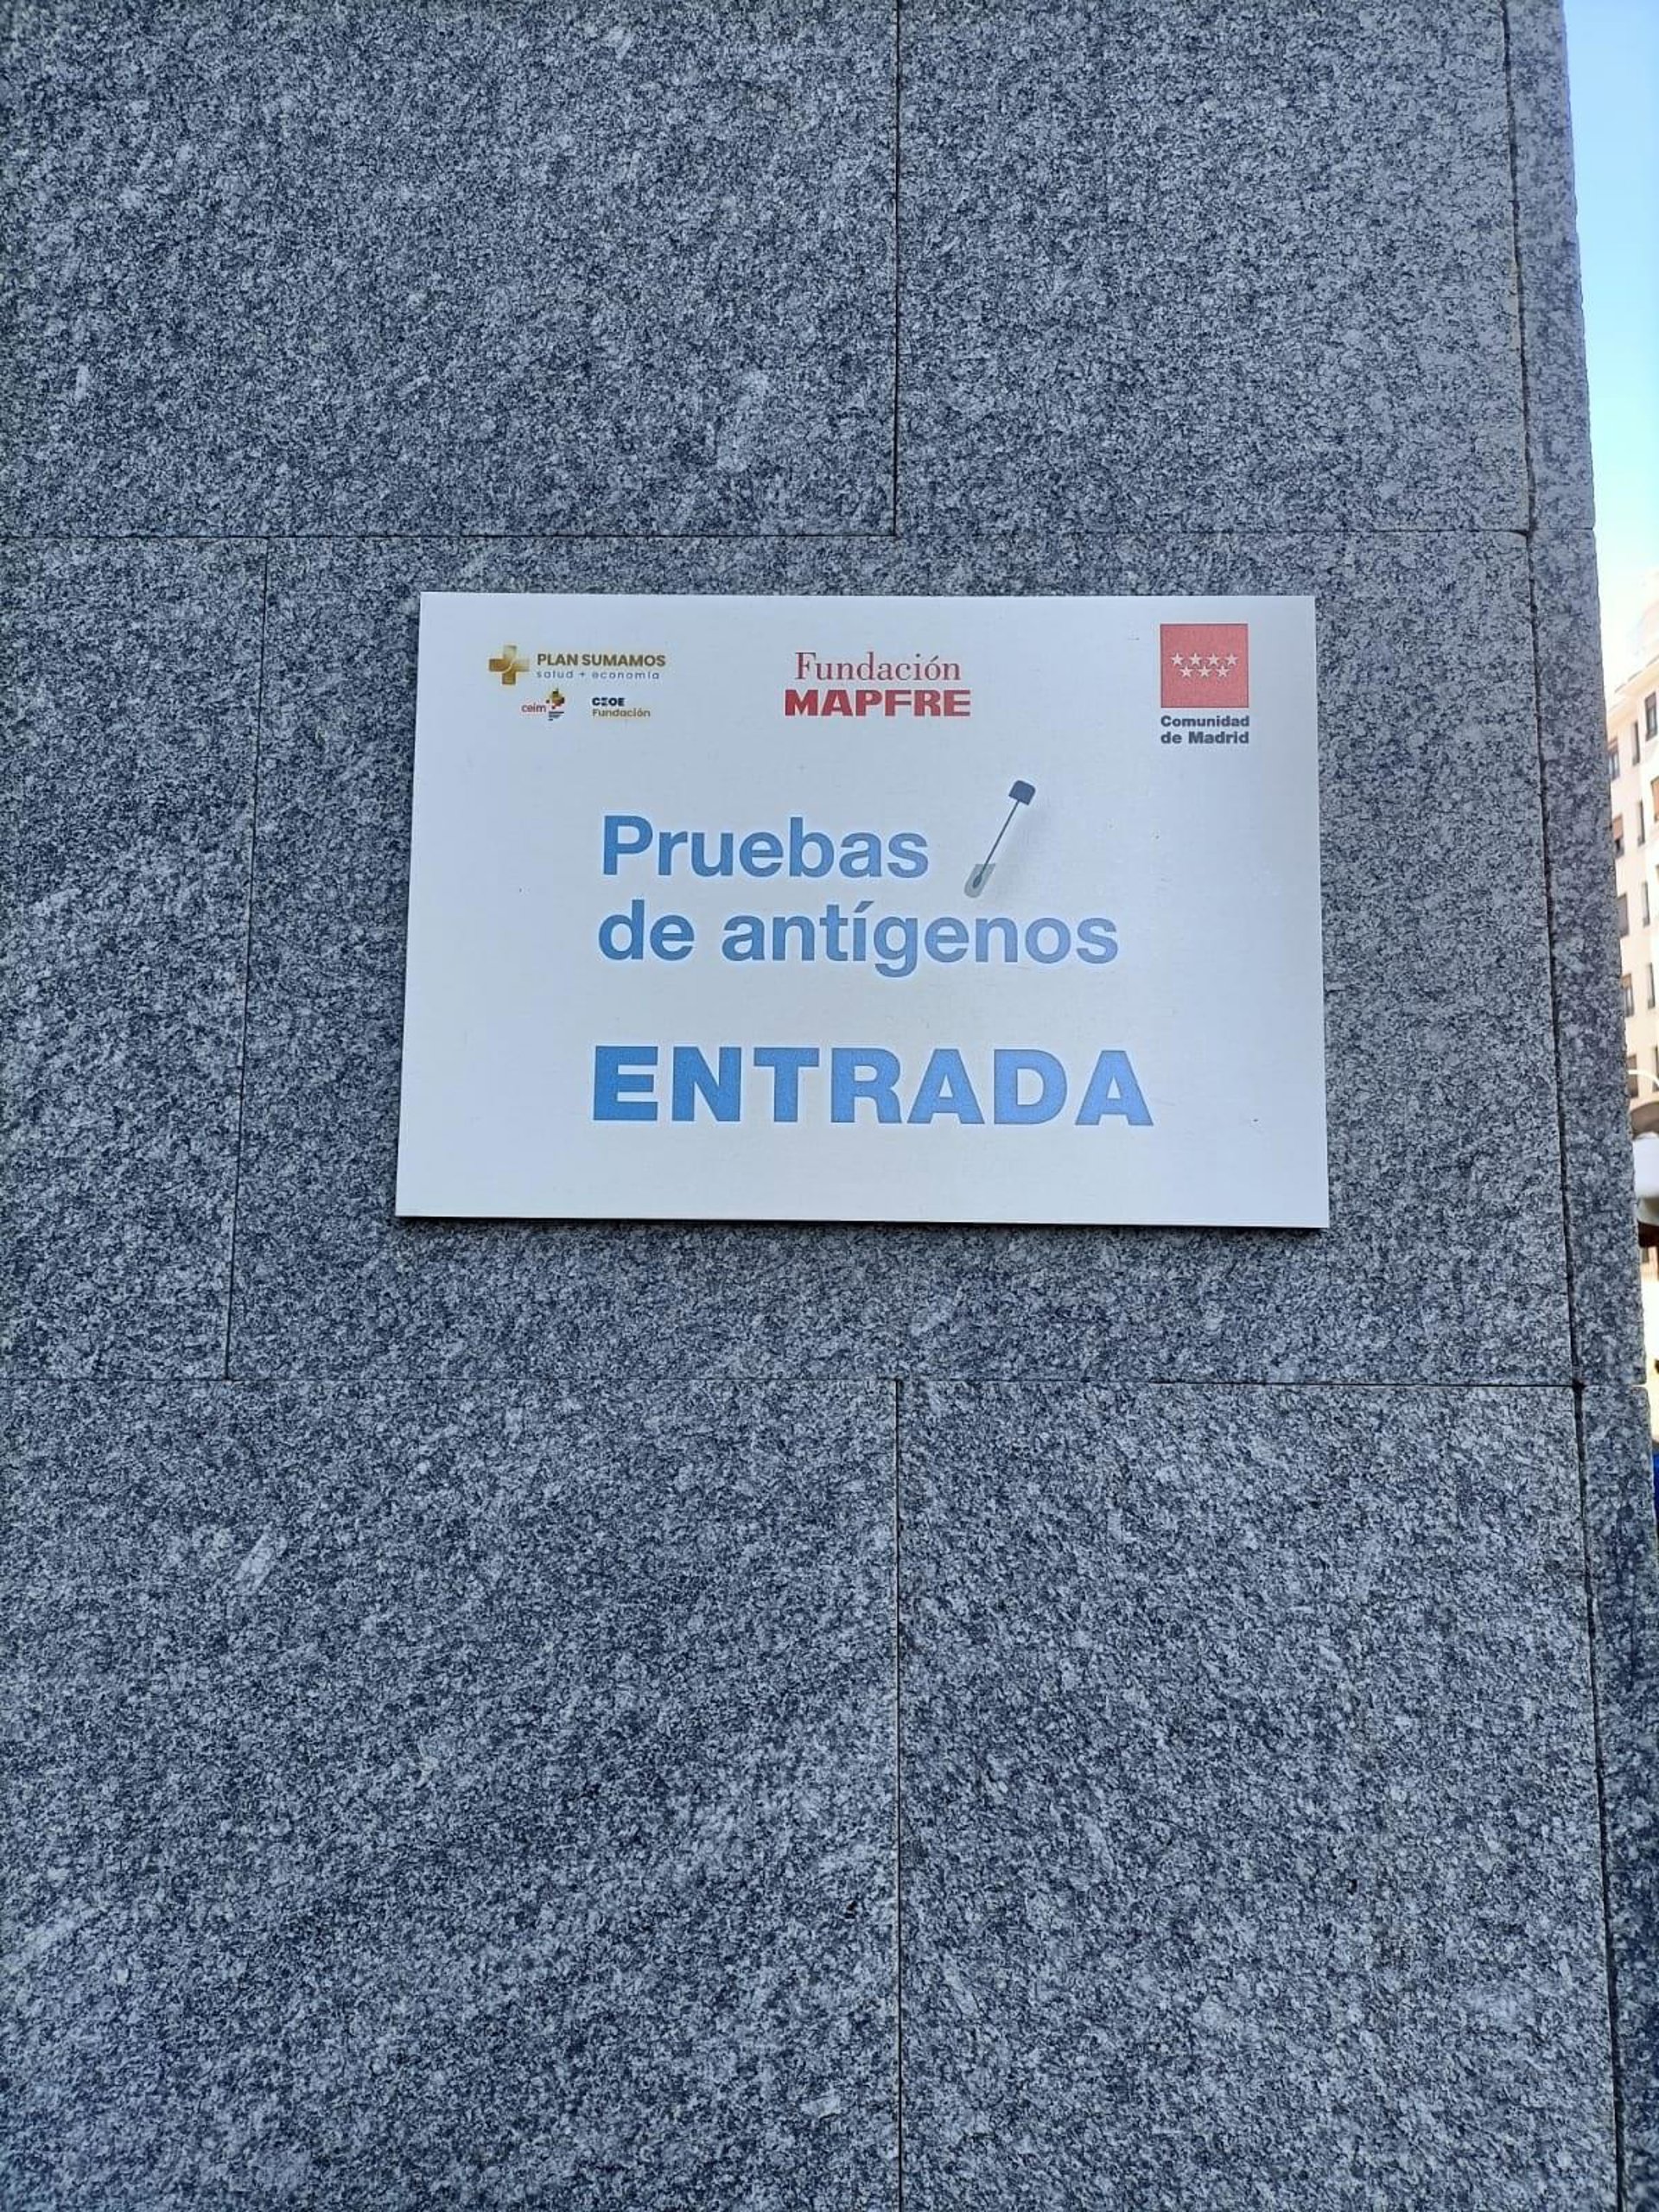 PLAN SUMAMOS
salud + economía
ceim
CEOE
Fundación
Fundación
MAPFRE
Comunidad
de Madrid
Pruebas
de antígenos
ENTRADA